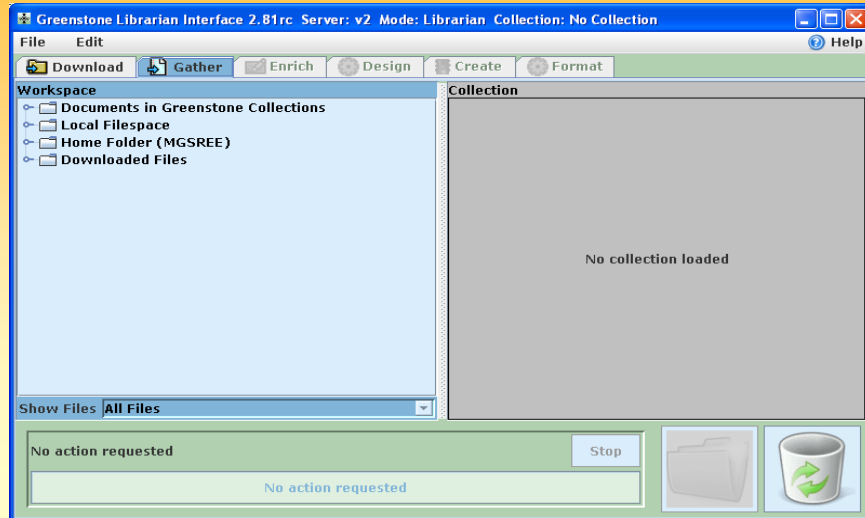 Greenstone Librarian Interface 2.81rc Server: v2 Mode: Librarian Collection: No Collection
File Edit Help
Download Gather Enrich Design Create Format
Workspace
Documents in Greenstone Collections
Local Filespace
Home Folder (MGSREE)
Downloaded Files
Show Files All Files
Collection
No collection loaded
No action requested
Stop
No action requested